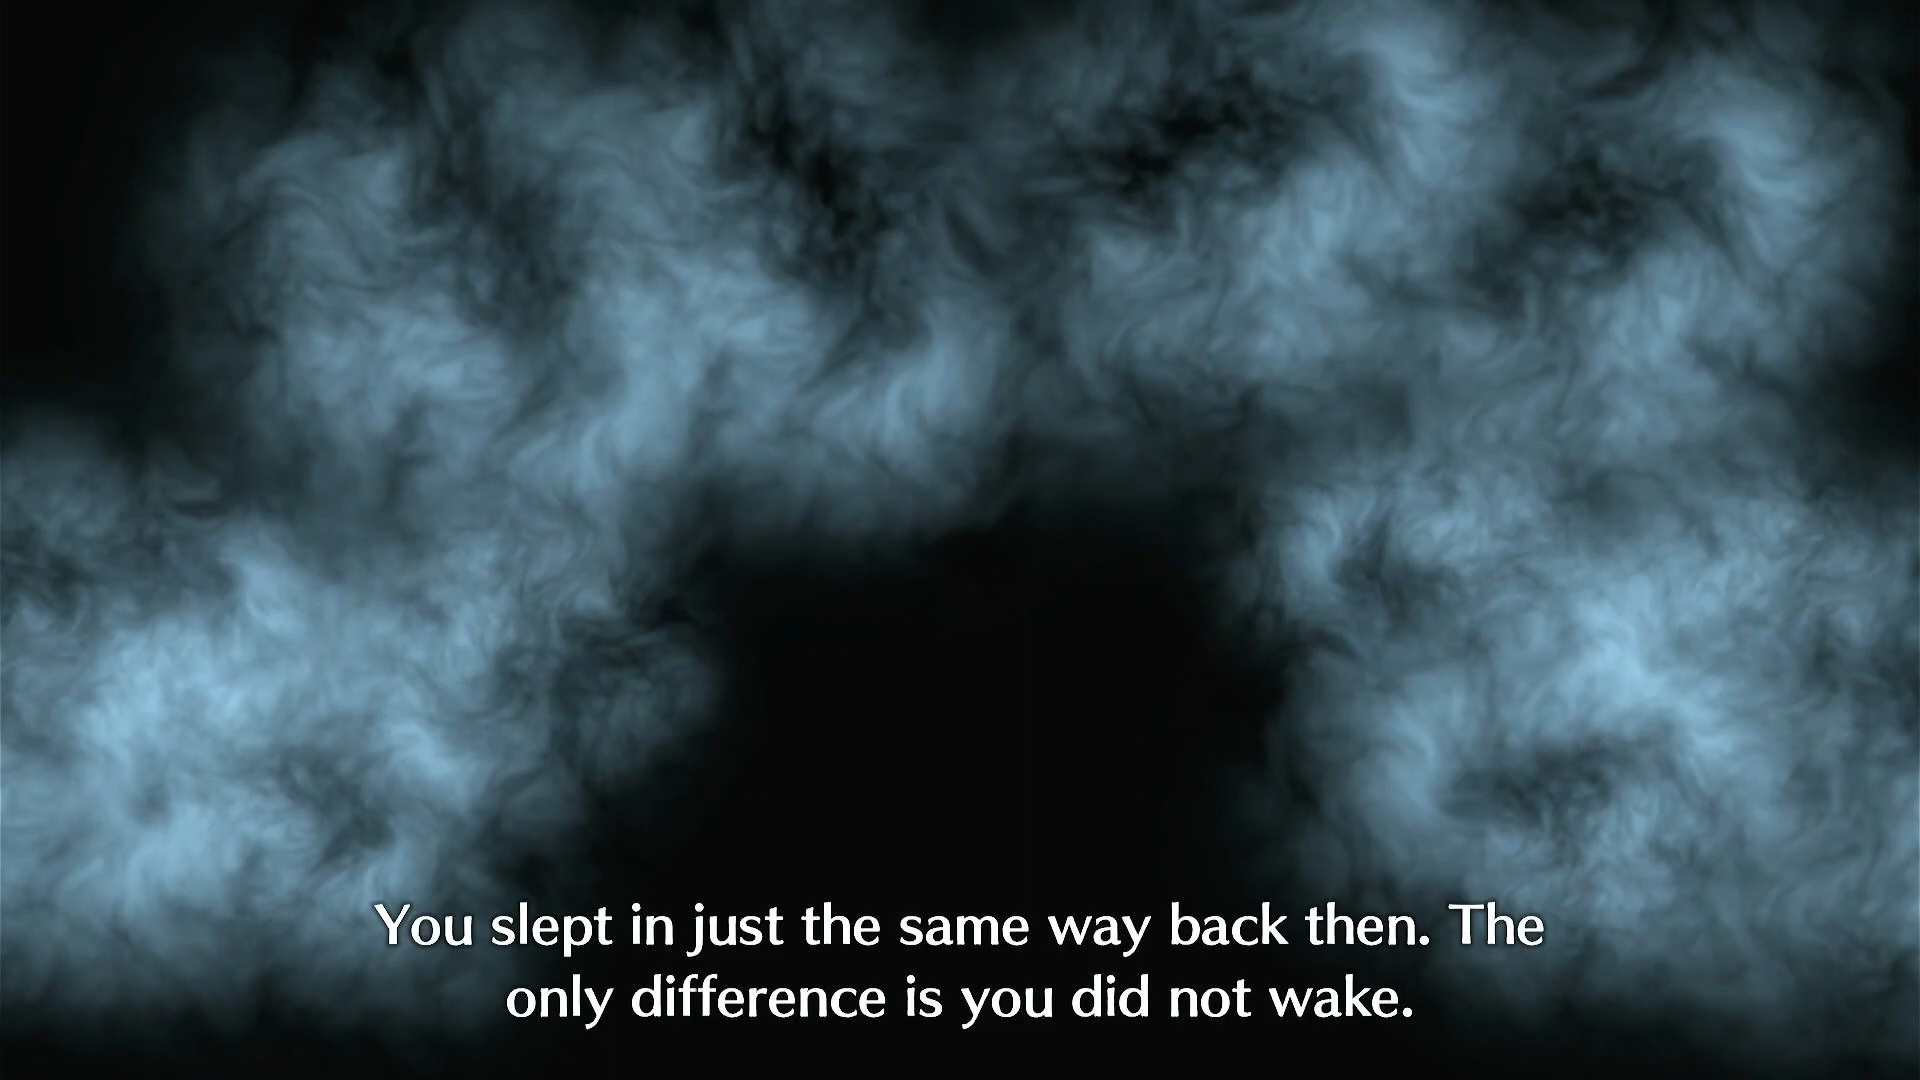 You slept in just the same way back then. The
only difference is you did not wake.